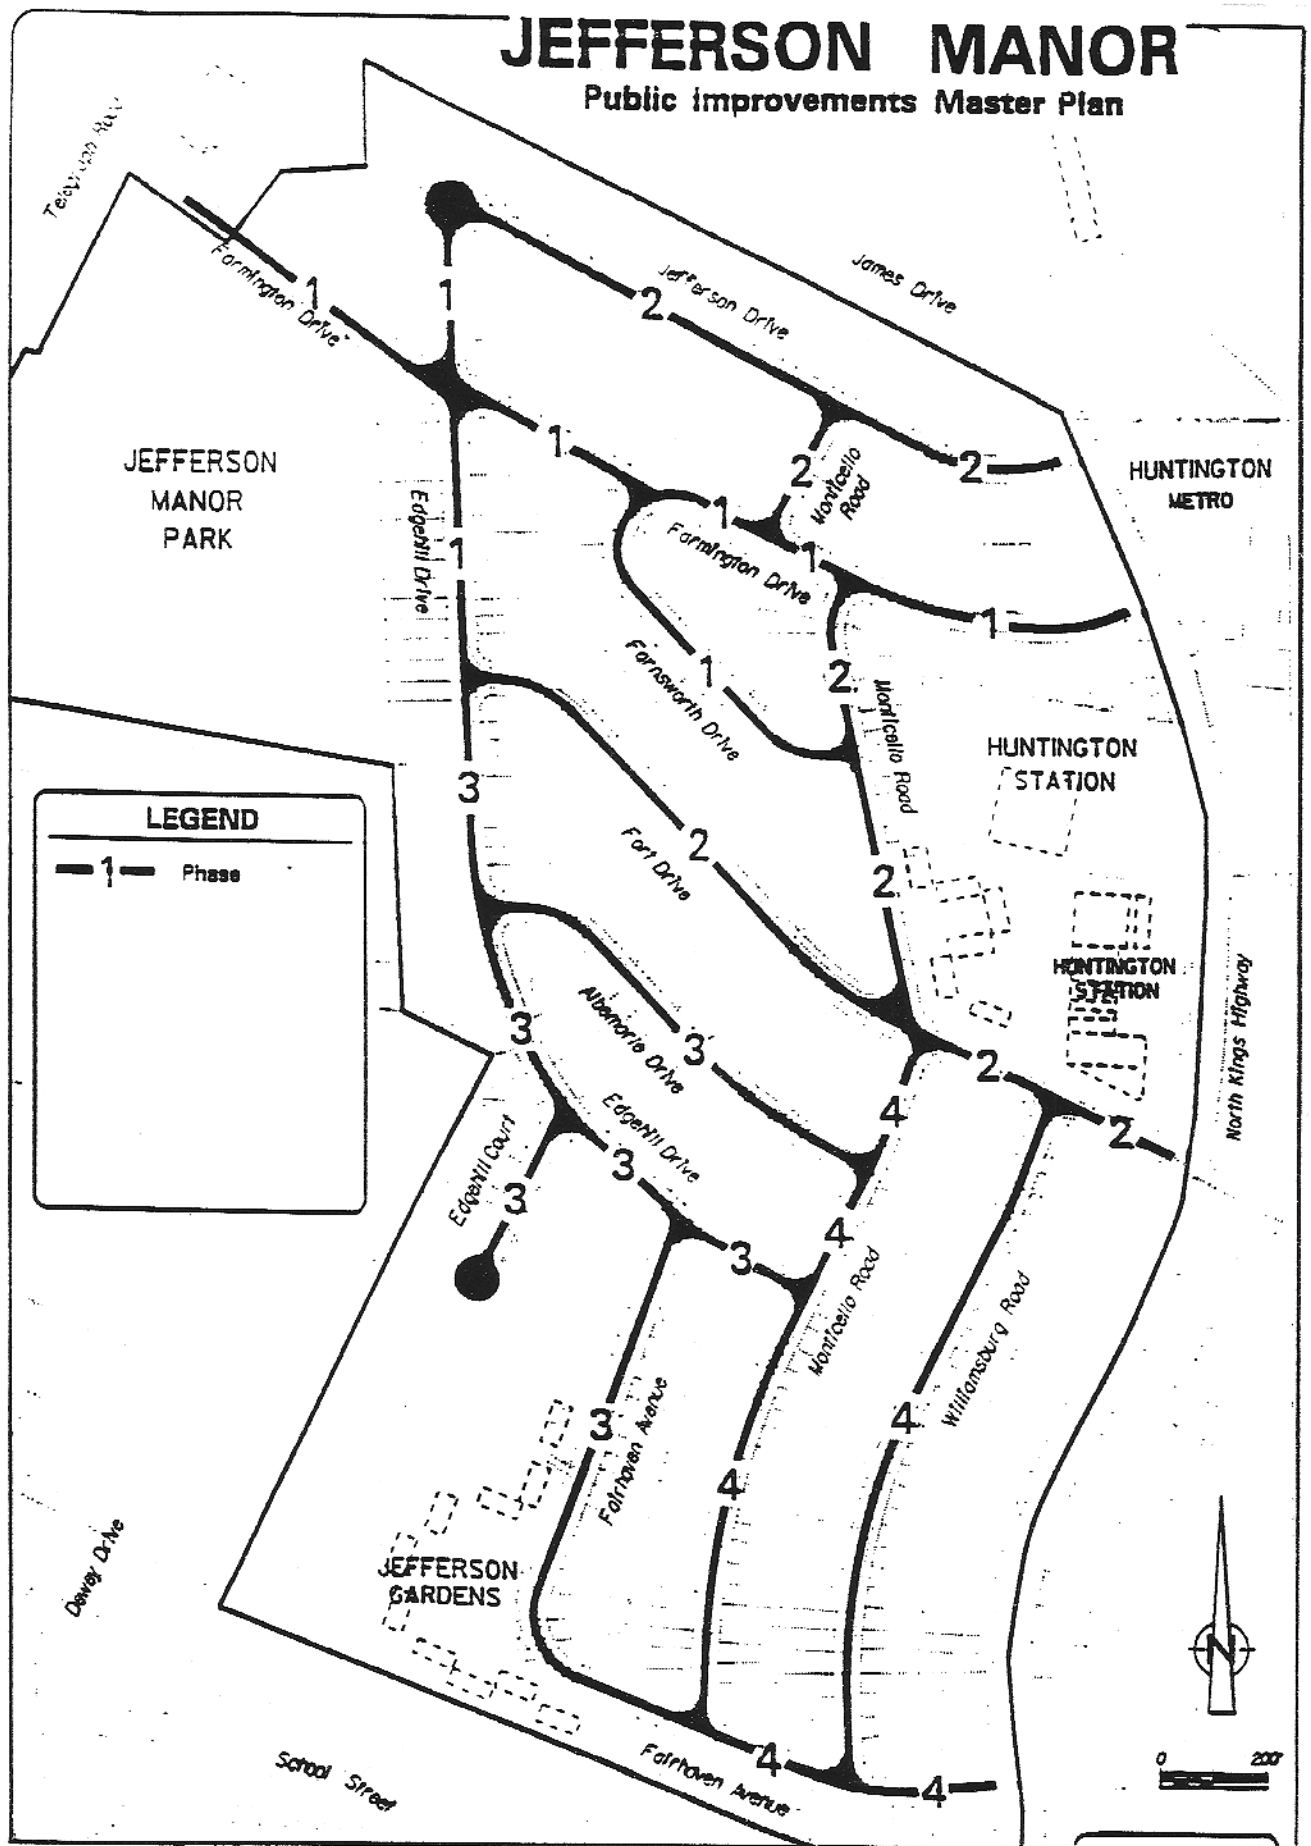 JEFFERSON MANOR
Public Improvements Master Plan
Farmington Drive
1
1
2
Jefferson Drive
James Drive
1
2
Monticello
Road
2
JEFFERSON
MANOR
PARK
HUNTINGTON
METRO
Edgehill Drive
1
1
Farmington Drive
1
1
Farnsworth Drive
1
2
Monticello Road
HUNTINGTON
STATION
3
LEGEND
1 Phase
2
Fort Drive
2
HUNTINGTON
STATION
North Kings Highway
3
Albemarle Drive
3
2
4
2
Edgehill Court
3
Edgehill Drive
3
4
3
Monticello Road
Williamsburg Road
3
Fairhaven Avenue
4
4
Dewey Drive
JEFFERSON
GARDENS
N
School Street
Fairhaven Avenue
4
4
0 200'